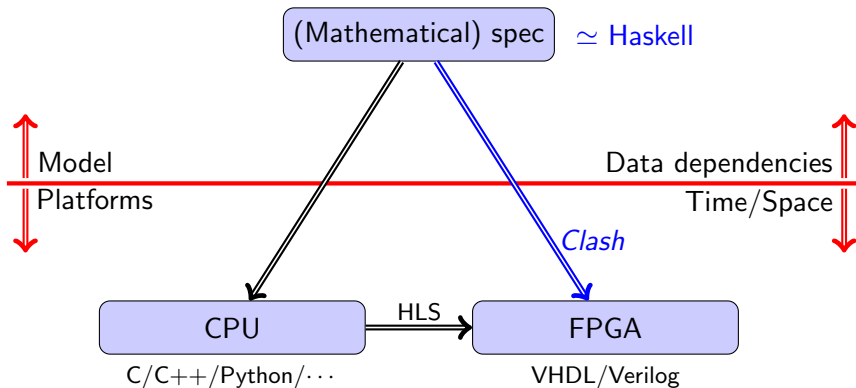 (Mathematical) spec
≃ Haskell
Model
Data dependencies
Platforms
Time/Space
Clash
CPU
HLS
FPGA
C/C++/Python/···
VHDL/Verilog